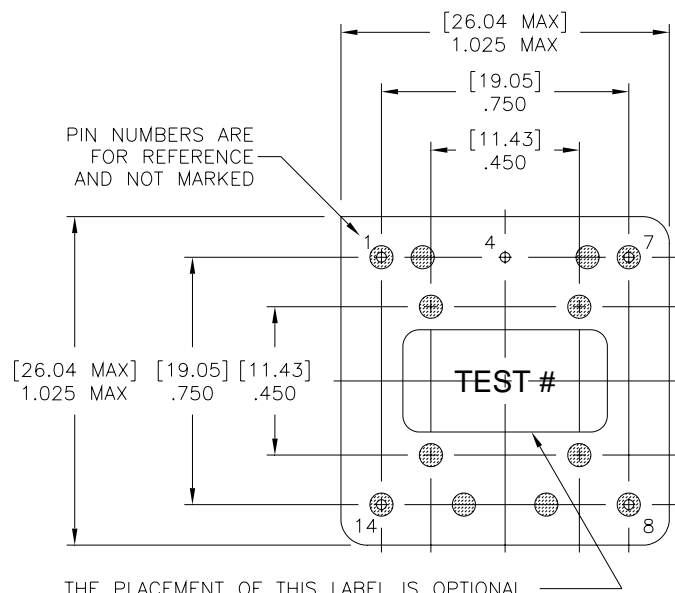 [26.04 MAX]
1.025 MAX
[19.05]
.750
[11.43]
.450
PIN NUMBERS ARE
FOR REFERENCE
AND NOT MARKED
1
4
7
[26.04 MAX]
1.025 MAX
[19.05]
.750
[11.43]
.450
TEST #
14
8
THE PLACEMENT OF THIS LABEL IS OPTIONAL